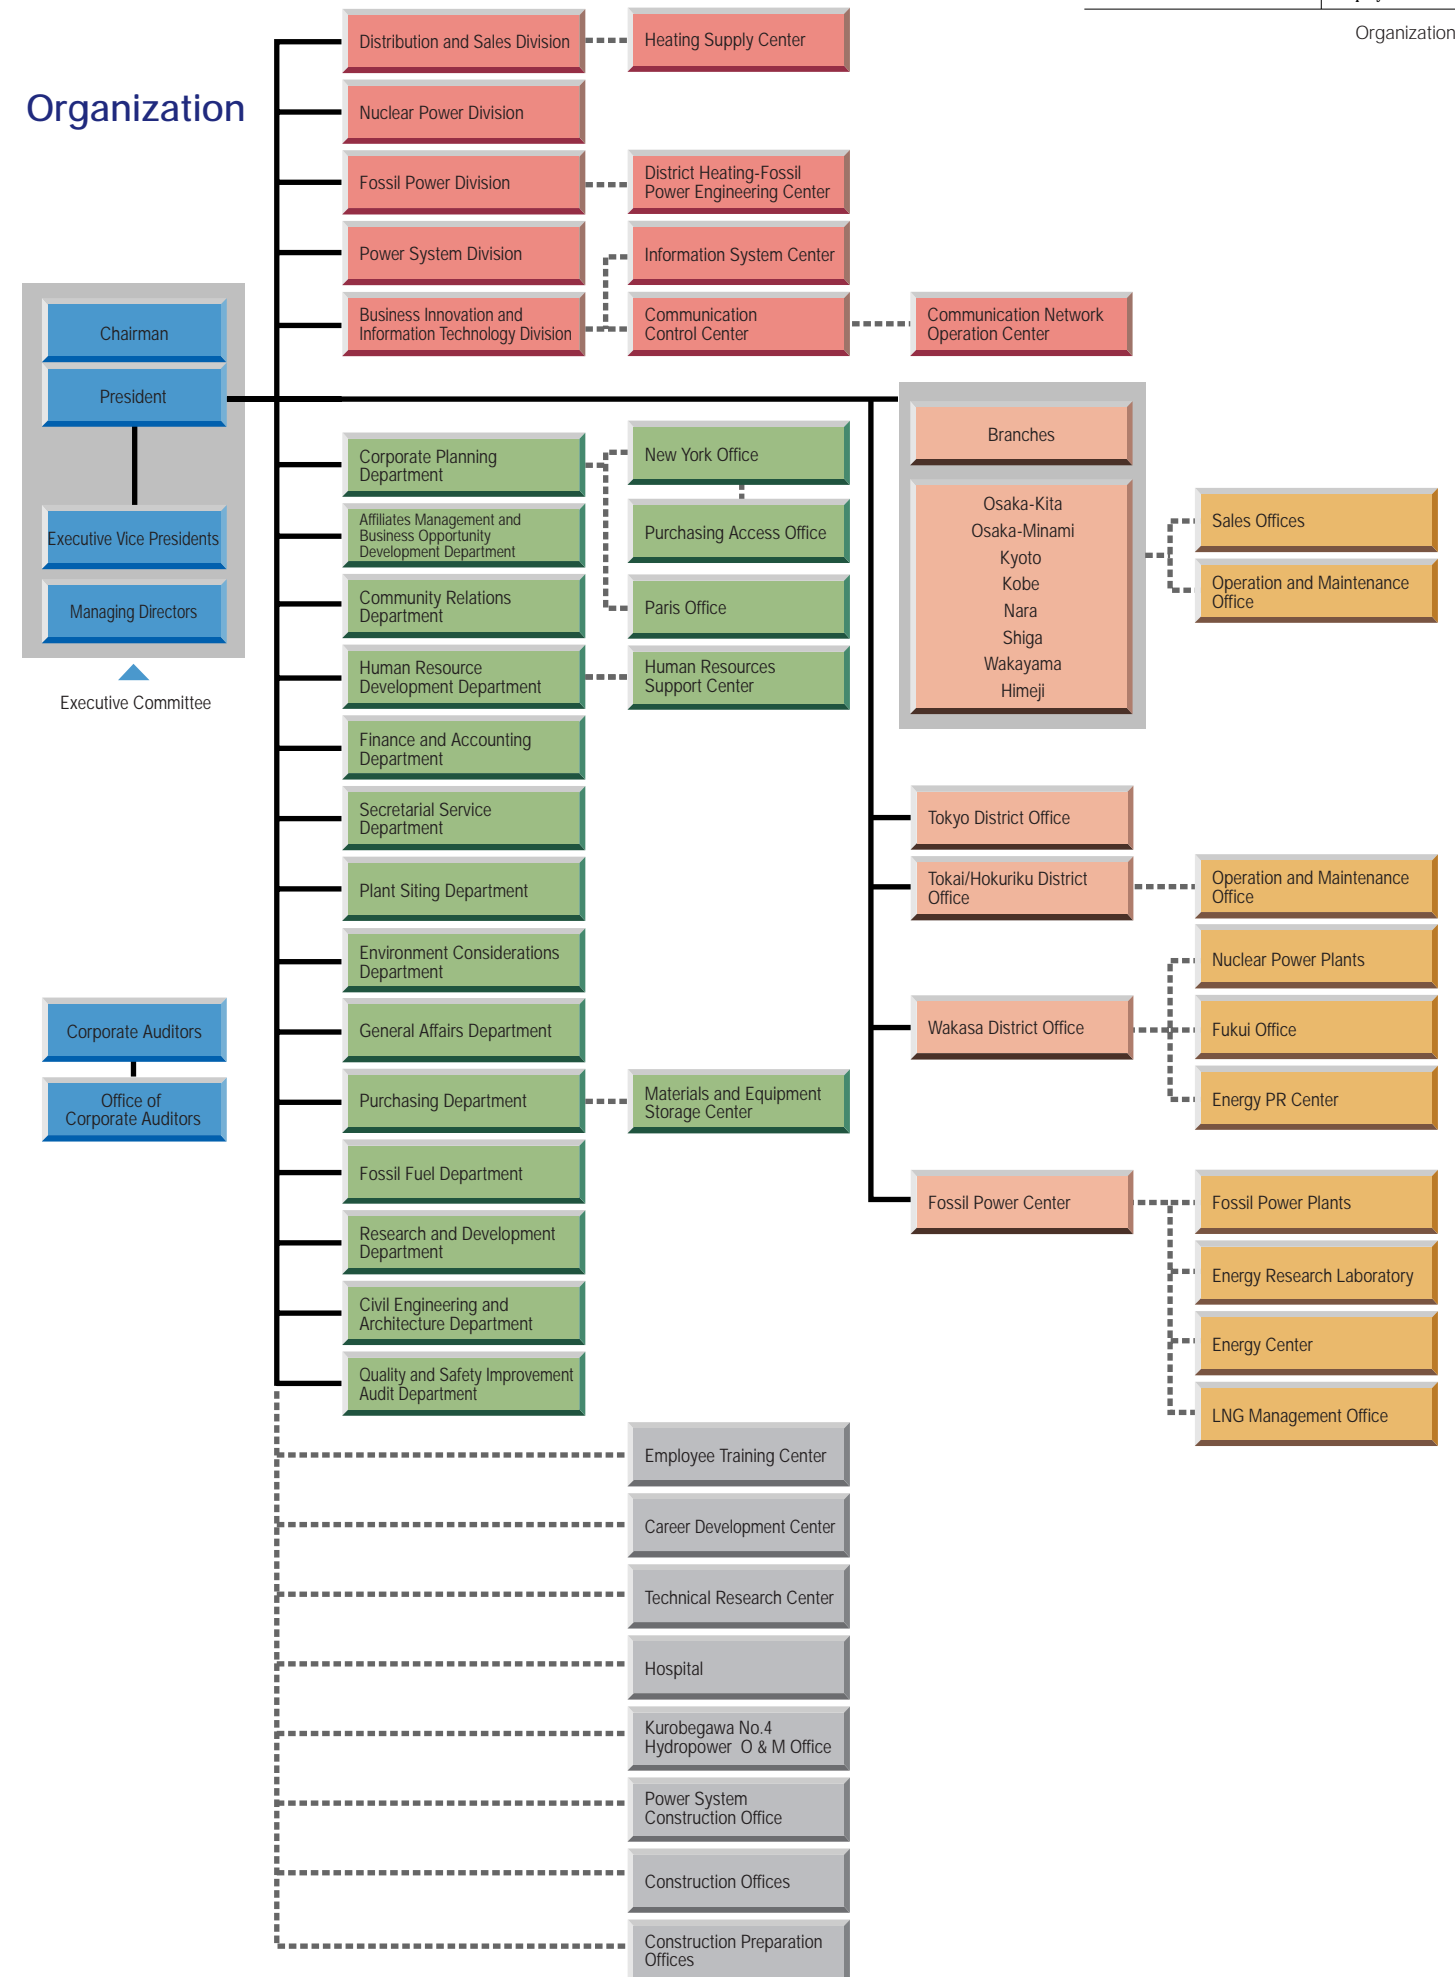 Organization
Organization
Chairman
President
Executive Vice Presidents
Managing Directors
Executive Committee
Corporate Auditors
Office of
Corporate Auditors
Distribution and Sales Division
Heating Supply Center
Nuclear Power Division
Fossil Power Division
District Heating-Fossil
Power Engineering Center
Power System Division
Information System Center
Business Innovation and
Information Technology Division
Communication
Control Center
Communication Network
Operation Center
Corporate Planning
Department
New York Office
Affiliates Management and
Business Opportunity
Development Department
Purchasing Access Office
Community Relations
Department
Paris Office
Human Resource
Development Department
Human Resources
Support Center
Finance and Accounting
Department
Secretarial Service
Department
Plant Siting Department
Environment Considerations
Department
General Affairs Department
Purchasing Department
Materials and Equipment
Storage Center
Fossil Fuel Department
Research and Development
Department
Civil Engineering and
Architecture Department
Quality and Safety Improvement
Audit Department
Employee Training Center
Career Development Center
Technical Research Center
Hospital
Kurobegawa No.4
Hydropower O & M Office
Power System
Construction Office
Construction Offices
Construction Preparation
Offices
Branches
Osaka-Kita
Osaka-Minami
Kyoto
Kobe
Nara
Shiga
Wakayama
Himeji
Sales Offices
Operation and Maintenance
Office
Tokyo District Office
Tokai/Hokuriku District
Office
Operation and Maintenance
Office
Wakasa District Office
Nuclear Power Plants
Fukui Office
Energy PR Center
Fossil Power Center
Fossil Power Plants
Energy Research Laboratory
Energy Center
LNG Management Office